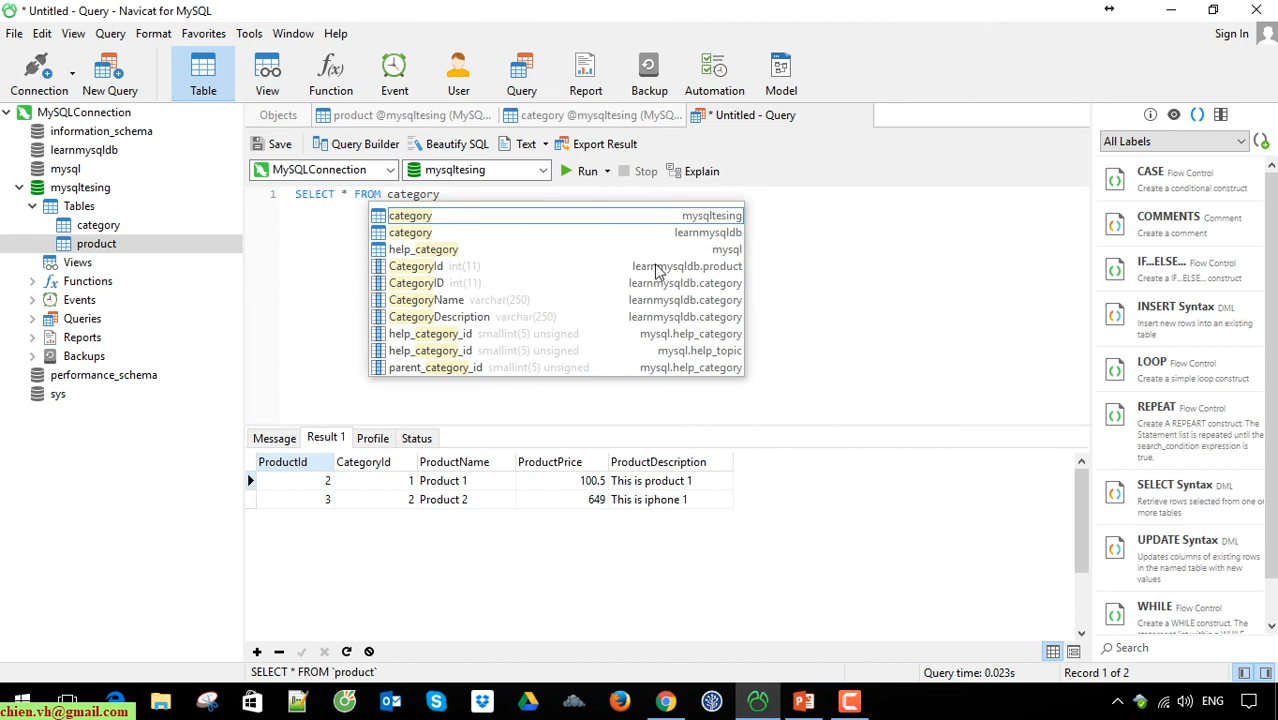 * Untitled - Query - Navicat for MySQL
File Edit View Query Format Favorites Tools Window Help Sign In
Connection New Query Table View Function Event User Query Report Backup Automation Model
MySQLConnection
information_schema
learnmysqldb
mysql
mysqltesing
Tables
category
product
Views
Functions
Events
Queries
Reports
Backups
performance_schema
sys
Objects product @mysqltesing (MySQ... category @mysqltesing (MySQ... * Untitled - Query
Save Query Builder Beautify SQL Text Export Result
MySQLConnection mysqltesing Run Stop Explain
1 SELECT * FROM category
category mysqltesing
category learnmysqldb
help_category mysql
CategoryId int(11) learnmysqldb.product
CategoryID int(11) learnmysqldb.category
CategoryName varchar(250) learnmysqldb.category
CategoryDescription varchar(250) learnmysqldb.category
help_category_id smallint(5) unsigned mysql.help_category
help_category_id smallint(5) unsigned mysql.help_topic
parent_category_id smallint(5) unsigned mysql.help_category
Message Result 1 Profile Status
ProductId CategoryId ProductName ProductPrice ProductDescription
2 1 Product 1 100.5 This is product 1
3 2 Product 2 649 This is iphone 1
SELECT * FROM `product` Query time: 0.023s Record 1 of 2
All Labels
CASE Flow Control
Create a conditional construct
COMMENTS Comment
Create a comment
IF...ELSE... Flow Control
Create a IF...ELSE... construct
INSERT Syntax DML
Insert new rows into an existing
table
LOOP Flow Control
Create a simple loop construct
REPEAT Flow Control
Create A REPEART construct. The
Statement list is repeated until the
search_condition expression is
true.
SELECT Syntax DML
Retrieve rows selected from one or
more tables
UPDATE Syntax DML
Updates columns of existing rows
in the named table with new
values
WHILE Flow Control
Create a WHILE construct. The
Search
ENG
chien.vh@gmail.com